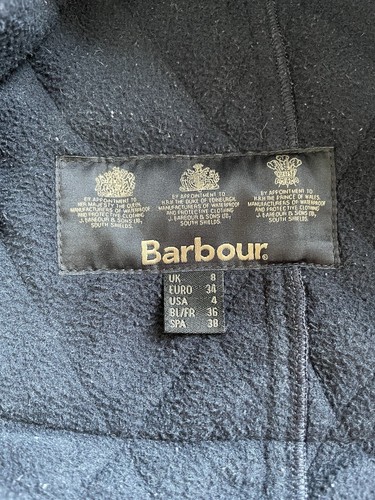 BY APPOINTMENT TO
HER MAJESTY THE QUEEN
MANUFACTURERS OF WATERPROOF
AND PROTECTIVE CLOTHING
J. BARBOUR & SONS LTD,
SOUTH SHIELDS.
BY APPOINTMENT TO
H.R.H THE DUKE OF EDINBURGH,
MANUFACTURERS OF WATERPROOF
AND PROTECTIVE CLOTHING
J. BARBOUR & SONS LTD,
SOUTH SHIELDS.
BY APPOINTMENT TO
H.R.H THE PRINCE OF WALES,
MANUFACTURERS OF WATERPROOF
AND PROTECTIVE CLOTHING
J. BARBOUR & SONS LTD,
SOUTH SHIELDS.
Barbour®
UK 8
EURO 34
USA 4
BL/FR 36
SPA 38